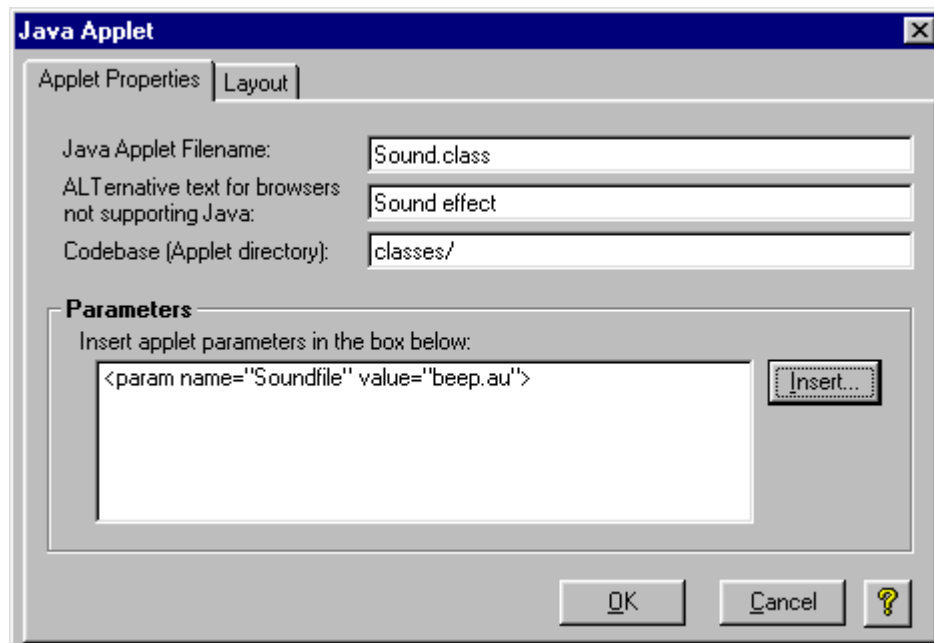 Java Applet
Applet Properties
Layout
Java Applet Filename:
Sound.class
ALTernative text for browsers
not supporting Java:
Sound effect
Codebase (Applet directory):
classes/
Parameters
Insert applet parameters in the box below:
<param name="Soundfile" value="beep.au">
Insert...
OK
Cancel
?